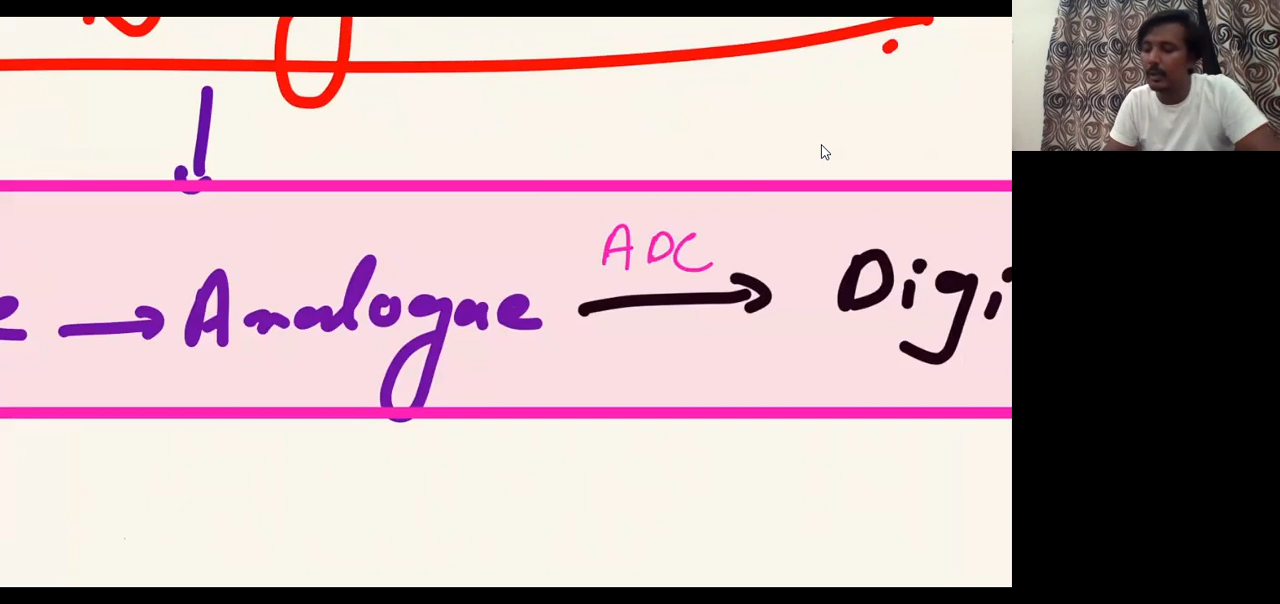 ADC
e → Analogue → Digi